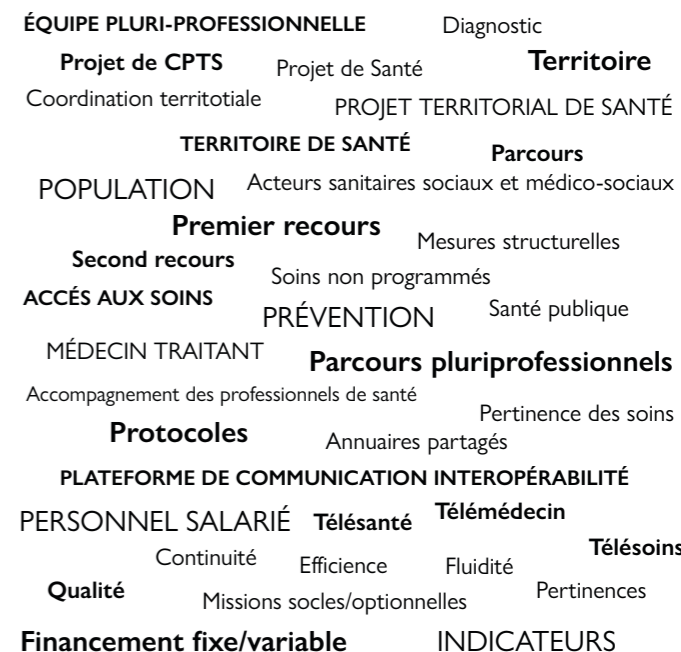 ÉQUIPE PLURI-PROFESSIONNELLE Diagnostic
Projet de CPTS Projet de Santé Territoire
Coordination territotiale PROJET TERRITORIAL DE SANTÉ
TERRITOIRE DE SANTÉ Parcours
POPULATION Acteurs sanitaires sociaux et médico-sociaux
Premier recours Mesures structurelles
Second recours Soins non programmés
ACCÉS AUX SOINS PRÉVENTION Santé publique
MÉDECIN TRAITANT Parcours pluriprofessionnels
Accompagnement des professionnels de santé Pertinence des soins
Protocoles Annuaires partagés
PLATEFORME DE COMMUNICATION INTEROPÉRABILITÉ
PERSONNEL SALARIÉ Télésanté Télémédecin
Continuité Efficience Fluidité Télésoins
Qualité Missions socles/optionnelles Pertinences
Financement fixe/variable INDICATEURS